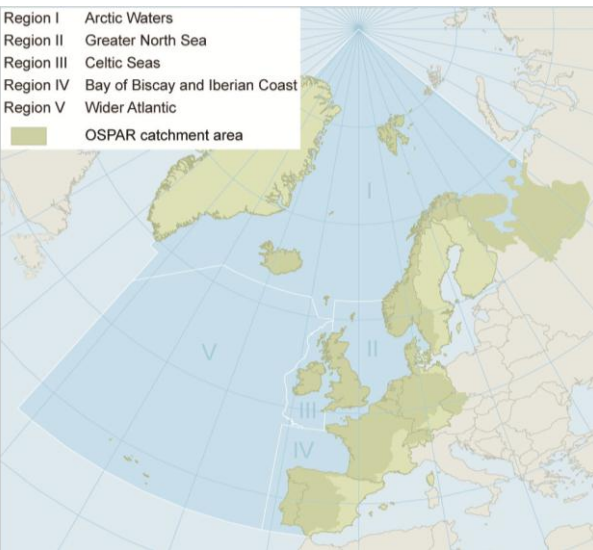 Region I Arctic Waters
Region II Greater North Sea
Region III Celtic Seas
Region IV Bay of Biscay and Iberian Coast
Region V Wider Atlantic
OSPAR catchment area
I
V
II
III
IV